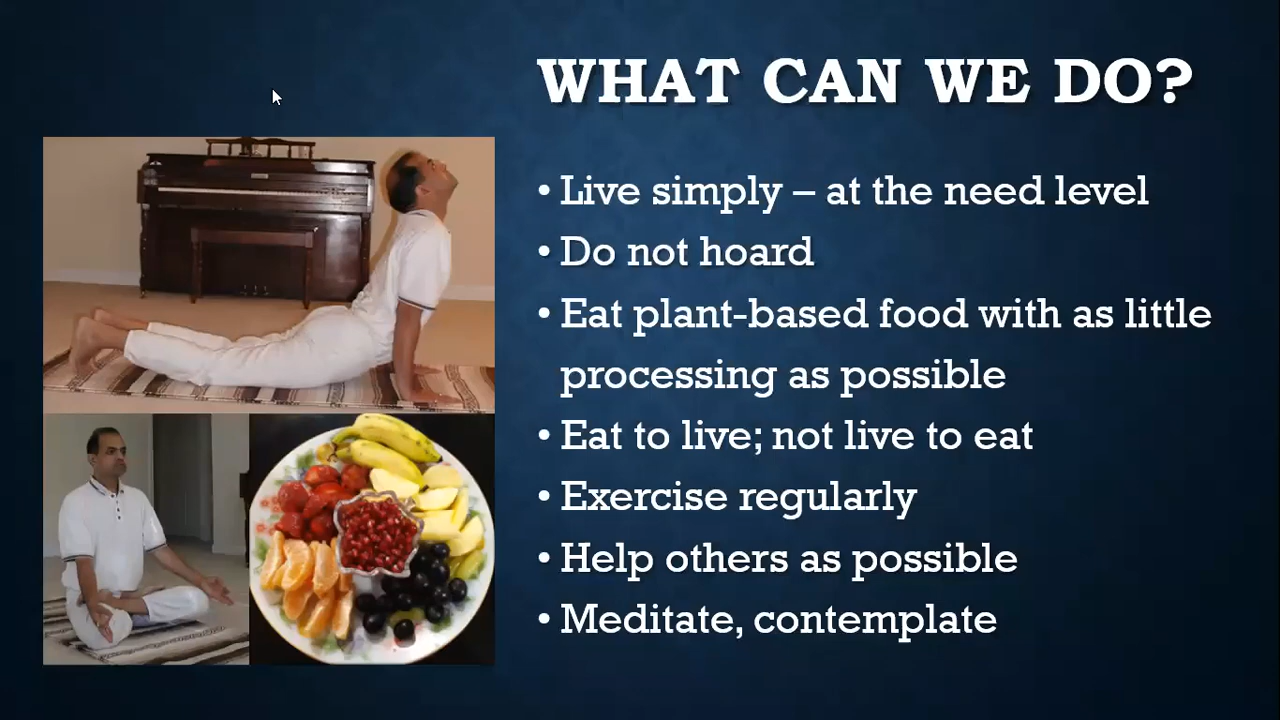 WHAT CAN WE DO?
• Live simply – at the need level
• Do not hoard
• Eat plant-based food with as little
processing as possible
• Eat to live; not live to eat
• Exercise regularly
• Help others as possible
• Meditate, contemplate